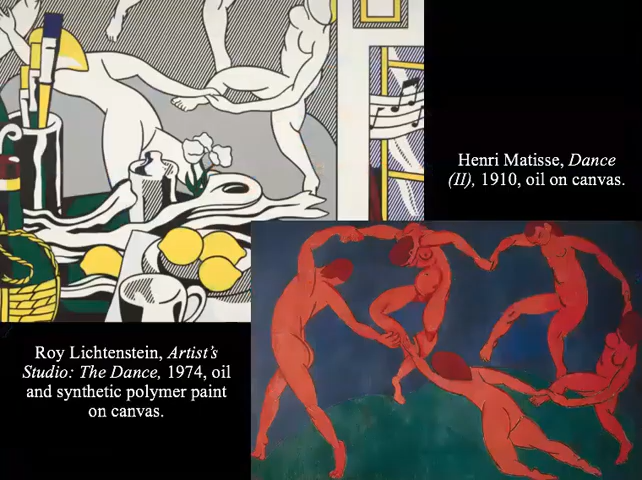 Henri Matisse, Dance
(II), 1910, oil on canvas.
Roy Lichtenstein, Artist's
Studio: The Dance, 1974, oil
and synthetic polymer paint
on canvas.